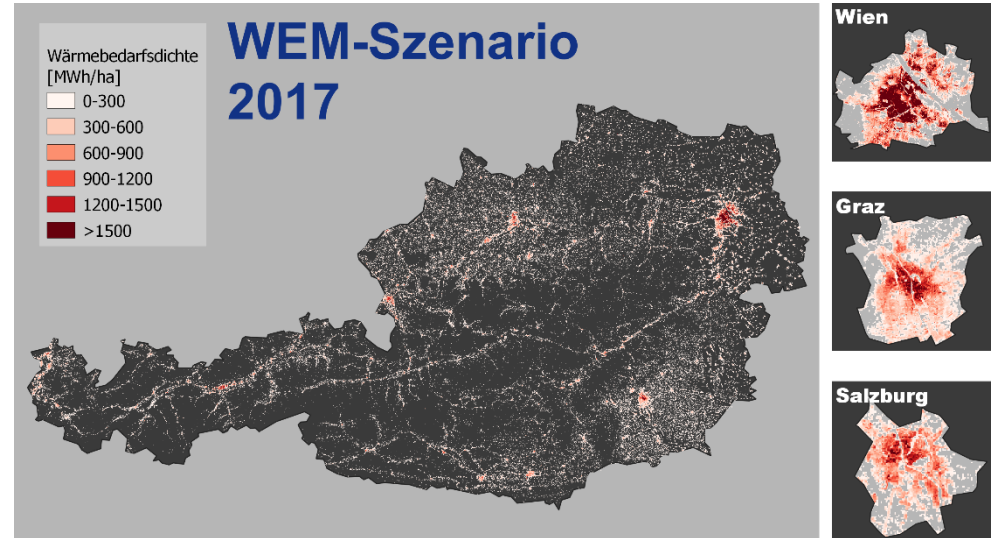 WEM-Szenario
2017
Wärmebedarfsdichte
[MWh/ha]
0-300
300-600
600-900
900-1200
1200-1500
>1500
Wien
Graz
Salzburg